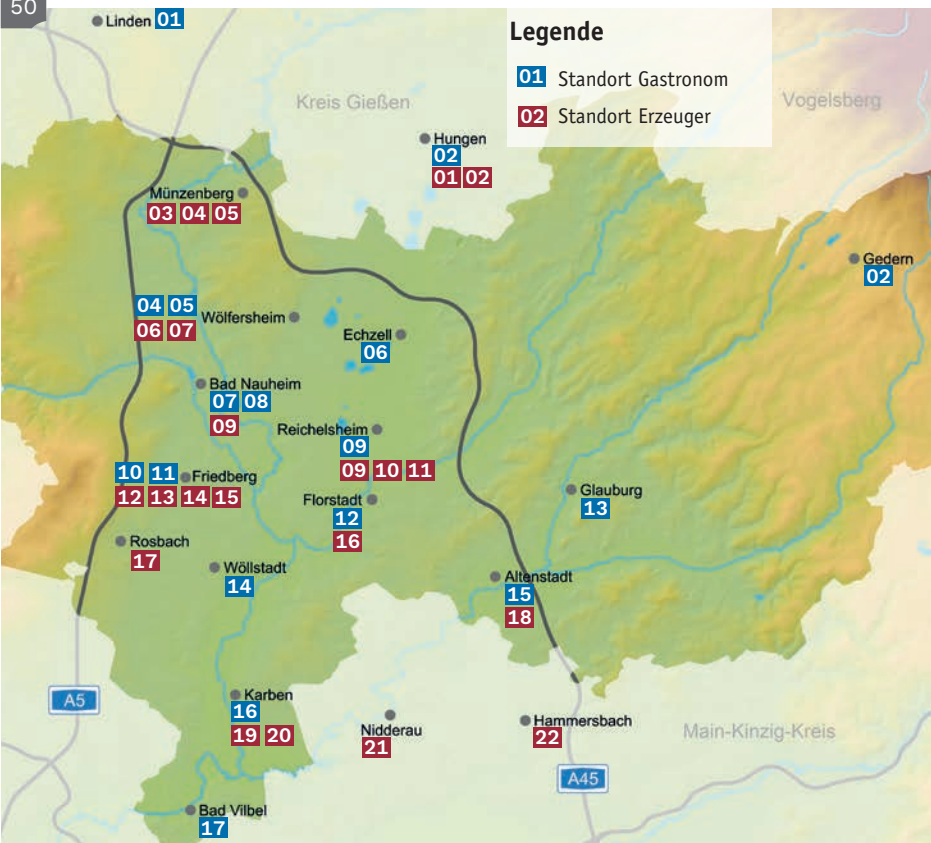 50
Linden 01
Legende
01 Standort Gastronom
02 Standort Erzeuger
Kreis Gießen
Vogelsberg
Hungen
02
01 02
Münzenberg
03 04 05
Gedern
02
04 05
06 07
Wölfersheim
Echzell
06
Bad Nauheim
07 08
09
Reichelsheim
09
09 10 11
10 11 Friedberg
12 13 14 15
Glauburg
13
Florstadt
12
16
Rosbach
17
Wöllstadt
14
Altenstadt
15
18
A5
Karben
16
19 20
Nidderau
21
Hammersbach
22
Main-Kinzig-Kreis
A45
Bad Vilbel
17